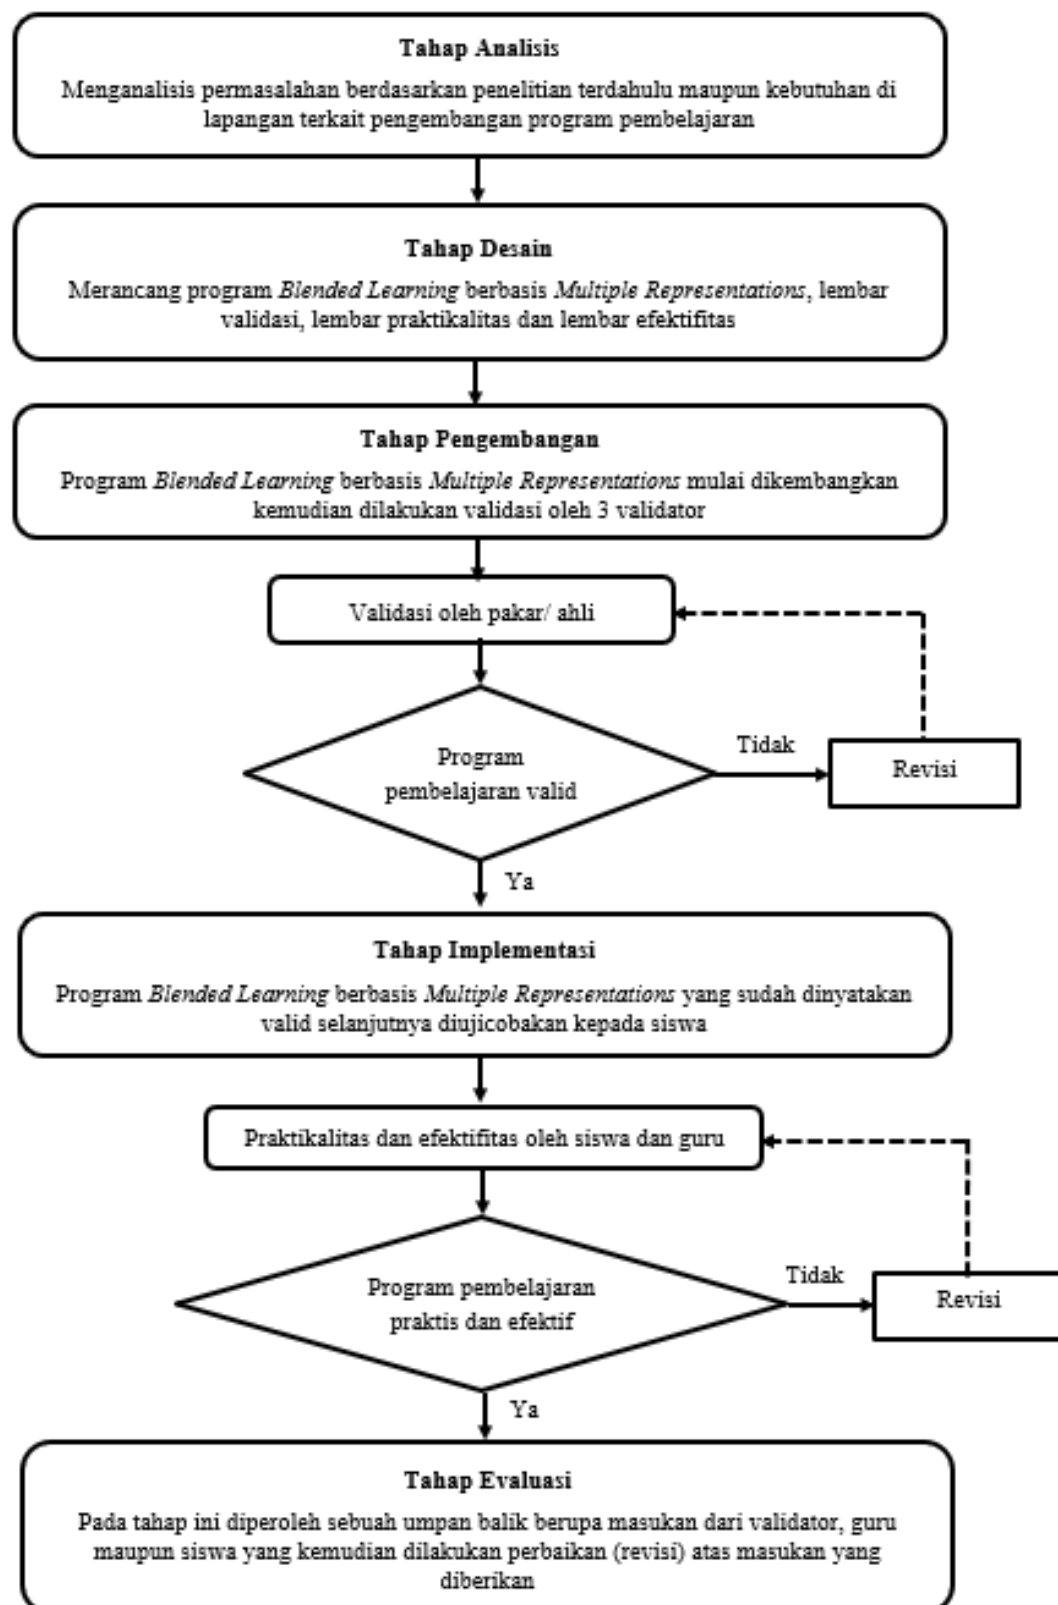 Tahap Analisis
Menganalisis permasalahan berdasarkan penelitian terdahulu maupun kebutuhan di
lapangan terkait pengembangan program pembelajaran
Tahap Desain
Merancang program Blended Learning berbasis Multiple Representations, lembar
validasi, lembar praktikalitas dan lembar efektifitas
Tahap Pengembangan
Program Blended Learning berbasis Multiple Representations mulai dikembangkan
kemudian dilakukan validasi oleh 3 validator
Validasi oleh pakar/ ahli
Program
pembelajaran valid
Tidak
Revisi
Ya
Tahap Implementasi
Program Blended Learning berbasis Multiple Representations yang sudah dinyatakan
valid selanjutnya diujicobakan kepada siswa
Praktikalitas dan efektifitas oleh siswa dan guru
Program pembelajaran
praktis dan efektif
Tidak
Revisi
Ya
Tahap Evaluasi
Pada tahap ini diperoleh sebuah umpan balik berupa masukan dari validator, guru
maupun siswa yang kemudian dilakukan perbaikan (revisi) atas masukan yang
diberikan